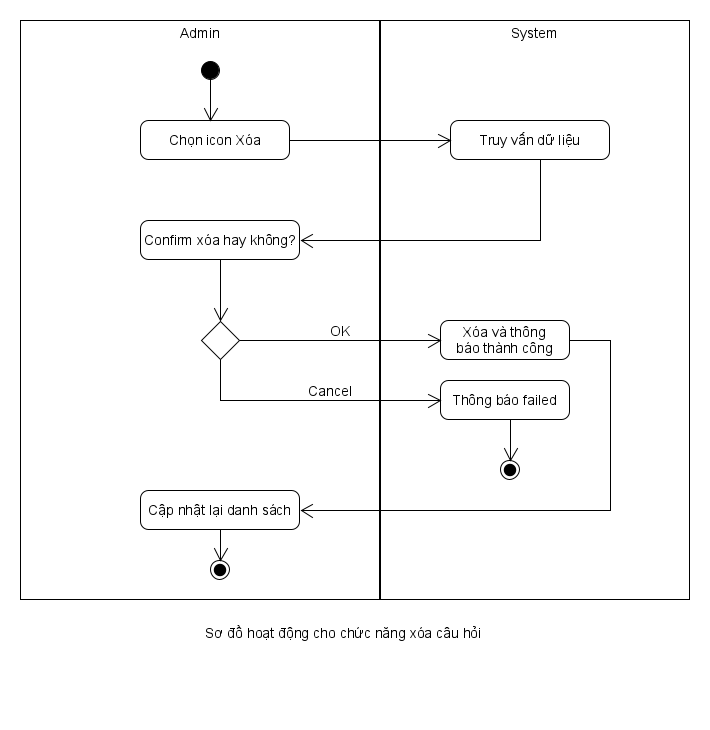 Admin
System
Chọn icon Xóa
Truy vấn dữ liệu
Confirm xóa hay không?
OK
Xóa và thông
báo thành công
Cancel
Thông báo failed
Cập nhật lại danh sách
Sơ đồ hoạt động cho chức năng xóa câu hỏi